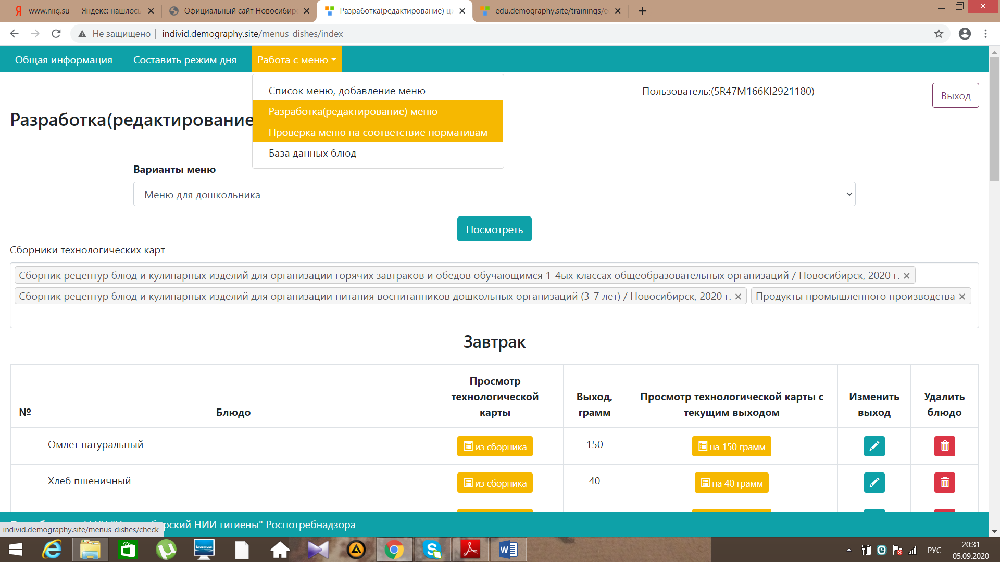 www.niig.su — Яндекс: нашлось
Официальный сайт Новосибир
Разработка(редактирование) ци
edu.demography.site/trainings/e
Не защищено
individ.demography.site/menus-dishes/index
Общая информация
Составить режим дня
Работа с меню
Список меню, добавление меню
Разработка(редактирование) меню
Проверка меню на соответствие нормативам
База данных блюд
Пользователь:(5R47M166KI2921180)
Выход
Разработка(редактирование
Варианты меню
Меню для дошкольника
Посмотреть
Сборники технологических карт
Сборник рецептур блюд и кулинарных изделий для организации горячих завтраков и обедов обучающимся 1-4ых классах общеобразовательных организаций / Новосибирск, 2020 г. ×
Сборник рецептур блюд и кулинарных изделий для организации питания воспитанников дошкольных организаций (3-7 лет) / Новосибирск, 2020 г. × Продукты промышленного производства ×
Завтрак
№
Блюдо
Просмотр
технологической
карты
Выход,
грамм
Просмотр технологической карты с
текущим выходом
Изменить
выход
Удалить
блюдо
Омлет натуральный
из сборника
150
на 150 грамм
Хлеб пшеничный
из сборника
40
на 40 грамм
рский НИИ гигиены" Роспотребнадзора
individ.demography.site/menus-dishes/check
РУС
20:31
05.09.2020